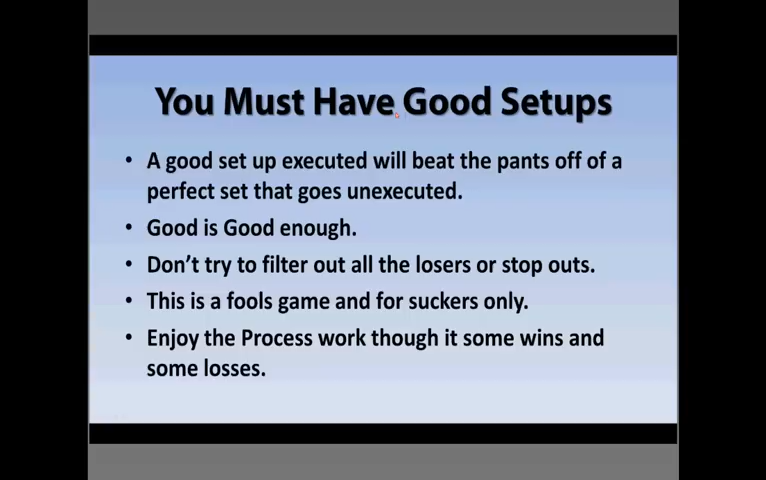 You Must Have Good Setups
• A good set up executed will beat the pants off of a
perfect set that goes unexecuted.
• Good is Good enough.
• Don't try to filter out all the losers or stop outs.
• This is a fools game and for suckers only.
• Enjoy the Process work though it some wins and
some losses.